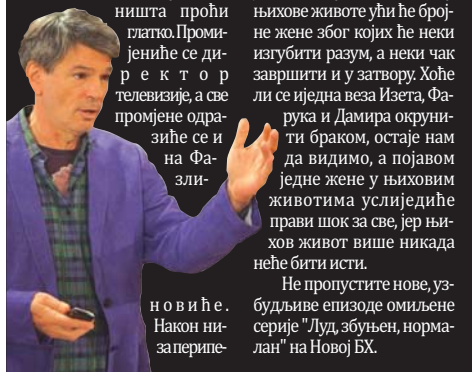 ништа проћи
глатко. Проми-
јениће се ди-
ректор
телевизије, а све
промјене одра-
зиће се и
на Фа-
зли-
новиће.
Након ни-
за перипе-
њихове животе ући ће број-
не жене због којих ће неки
изгубити разум, а неки чак
завршити и у затвору. Хоће
ли се иједна веза Изета, Фа-
рука и Дамира окруни-
ти браком, остаје нам
да видимо, а појавом
једне жене у њиховим
животима услиједиће
прави шок за све, јер њи-
хов живот више никада
неће бити исти.
Не пропустите нове, уз-
будљиве епизоде омиљене
серије "Луд, збуњен, норма-
лан" на Новој БХ.